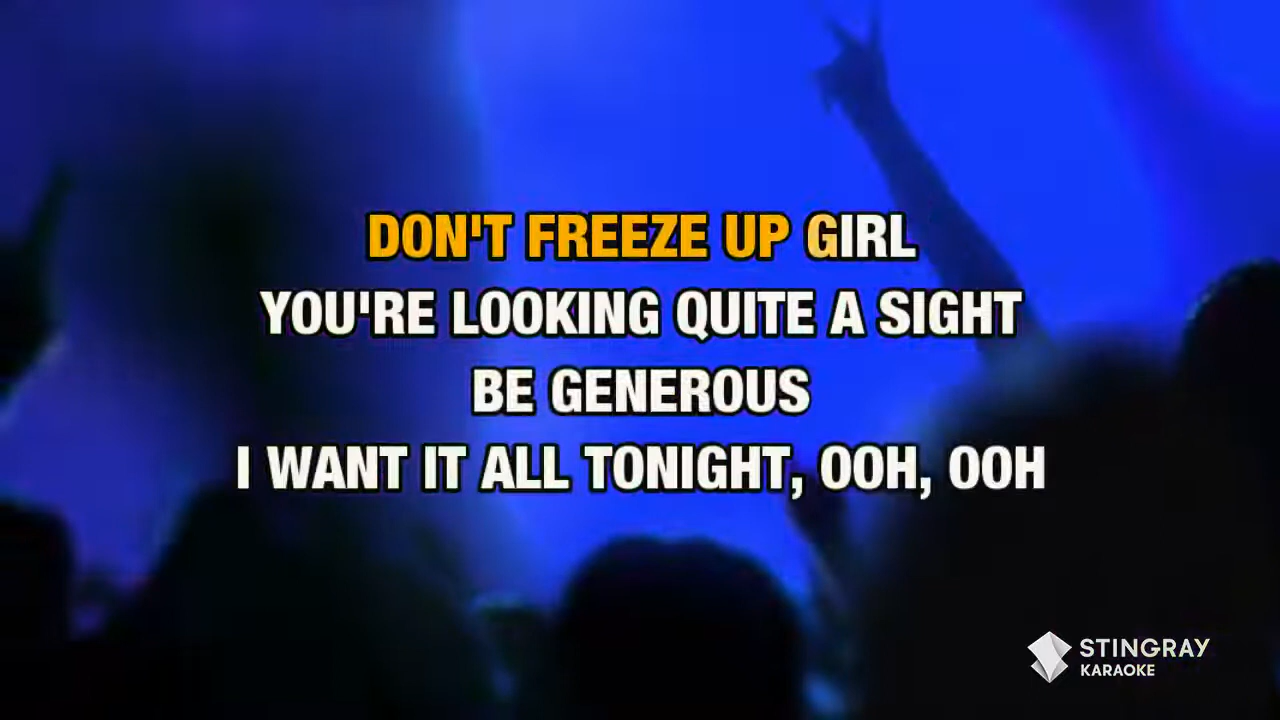 DON'T FREEZE UP GIRL
YOU'RE LOOKING QUITE A SIGHT
BE GENEROUS
I WANT IT ALL TONIGHT, OOH, OOH
STINGRAY
KARAOKE